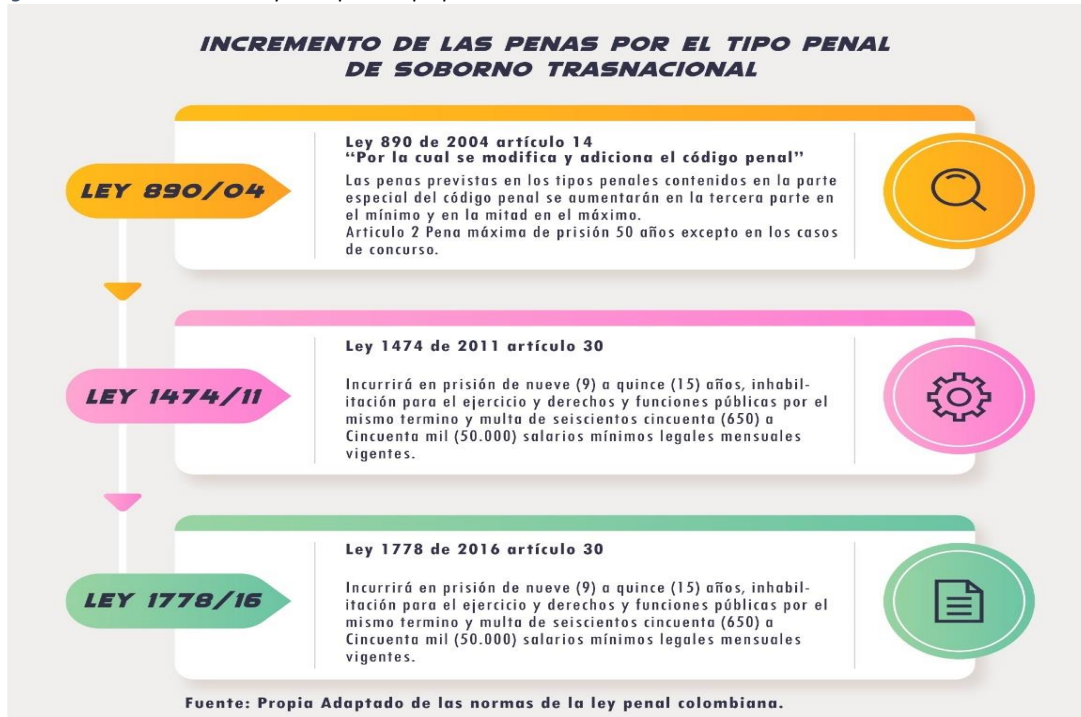 INCREMENTO DE LAS PENAS POR EL TIPO PENAL
DE SOBORNO TRASNACIONAL
LEY 890/04
Ley 890 de 2004 artículo 14
“Por la cual se modifica y adiciona el código penal”
Las penas previstas en los tipos penales contenidos en la parte
especial del código penal se aumentarán en la tercera parte en
el mínimo y en la mitad en el máximo.
Articulo 2 Pena máxima de prisión 50 años excepto en los casos
de concurso.
LEY 1474/11
Ley 1474 de 2011 artículo 30
Incurrirá en prisión de nueve (9) a quince (15) años, inhabil-
itación para el ejercicio y derechos y funciones públicas por el
mismo termino y multa de seiscientos cincuenta (650) a
Cincuenta mil (50.000) salarios mínimos legales mensuales
vigentes.
LEY 1778/16
Ley 1778 de 2016 artículo 30
Incurrirá en prisión de nueve (9) a quince (15) años, inhabil-
itación para el ejercicio y derechos y funciones públicas por el
mismo termino y multa de seiscientos cincuenta (650) a
Cincuenta mil (50.000) salarios mínimos legales mensuales
vigentes.
Fuente: Propia Adaptado de las normas de la ley penal colombiana.